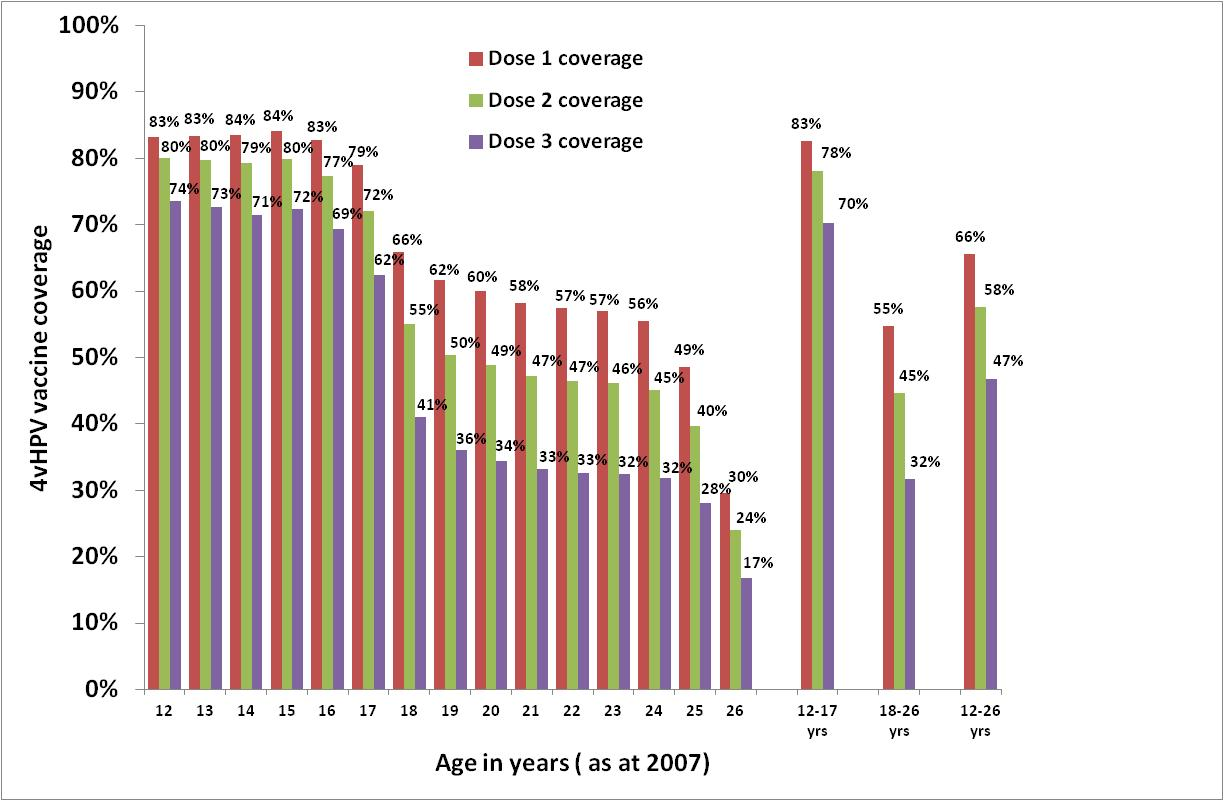 100%
90%
80%
70%
60%
50%
40%
30%
20%
10%
0%
4vHPV vaccine coverage
Dose 1 coverage
Dose 2 coverage
Dose 3 coverage
83% 80% 74%
83% 80% 73%
84% 79% 71%
84% 80% 72%
83% 77% 69%
79% 72% 62%
66% 55% 41%
62% 50% 36%
60% 49% 34%
58% 47% 33%
57% 47% 33%
57% 46% 32%
56% 45% 32%
49% 40% 28%
30% 24% 17%
83% 78% 70%
55% 45% 32%
66% 58% 47%
12 13 14 15 16 17 18 19 20 21 22 23 24 25 26 12-17 18-26 12-26
yrs yrs yrs
Age in years ( as at 2007)